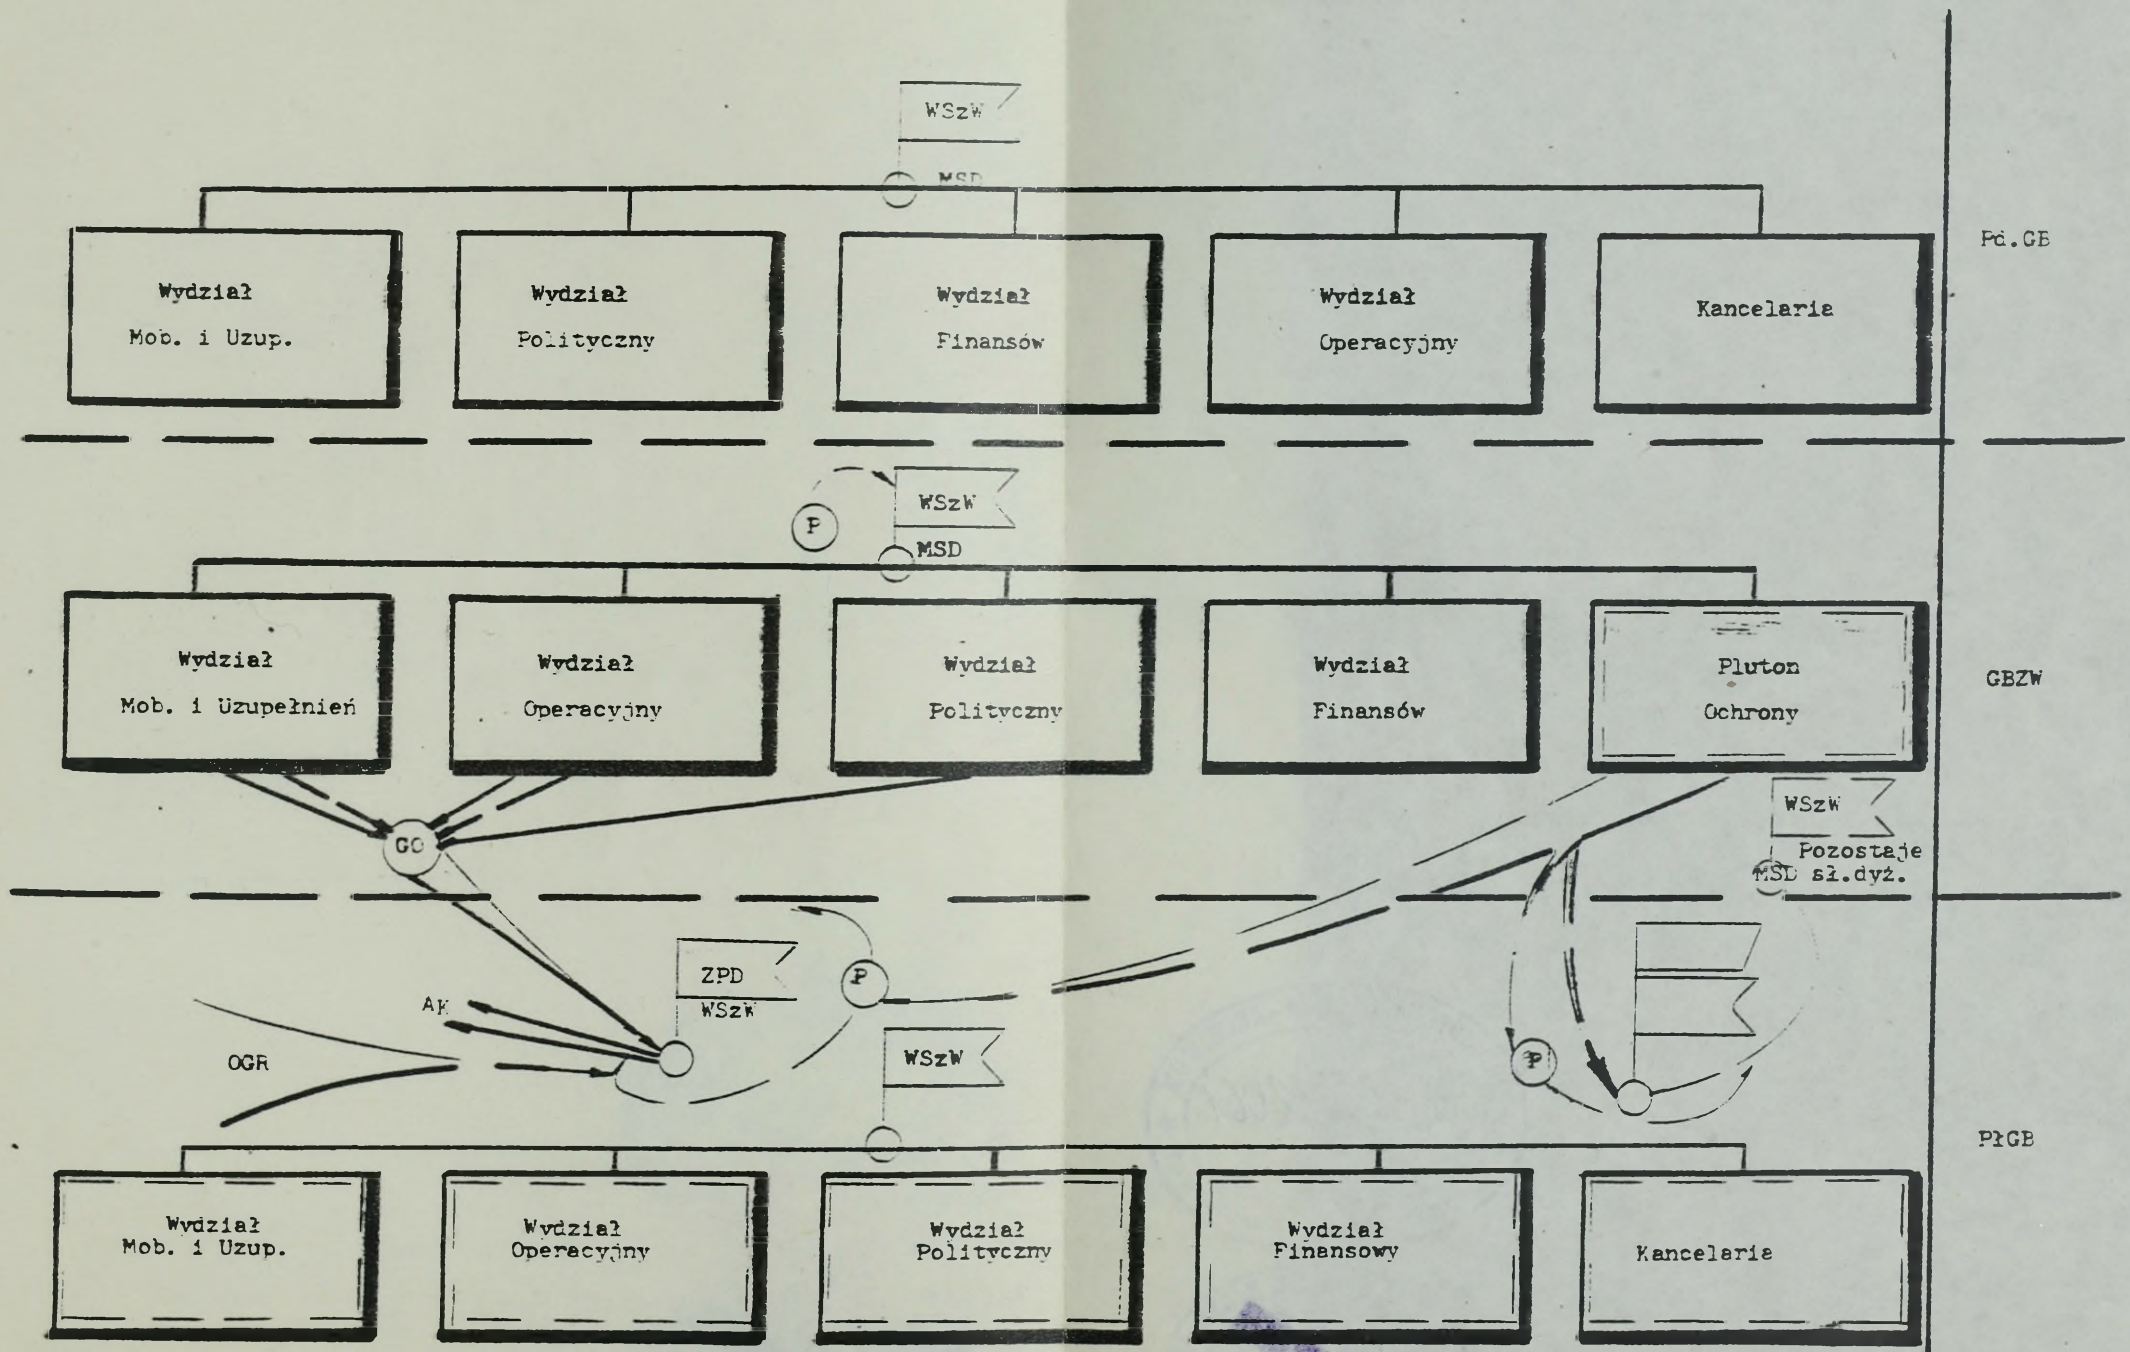 WSzW
MSD
Pd.GB
Wydział
Mob. i Uzup.
Wydział
Polityczny
Wydział
Finansów
Wydział
Operacyjny
Kancelaria
P
WSzW
MSD
GBZW
Wydział
Mob. i Uzupełnień
Wydział
Operacyjny
Wydział
Polityczny
Wydział
Finansów
Pluton
Ochrony
GO
WSzW
Pozostaje
MSD sł.dyż.
ZPD
WSzW
P
AK
OGR
WSzW
P
PłGB
Wydział
Mob. i Uzup.
Wydział
Operacyjny
Wydział
Polityczny
Wydział
Finansowy
Kancelaria